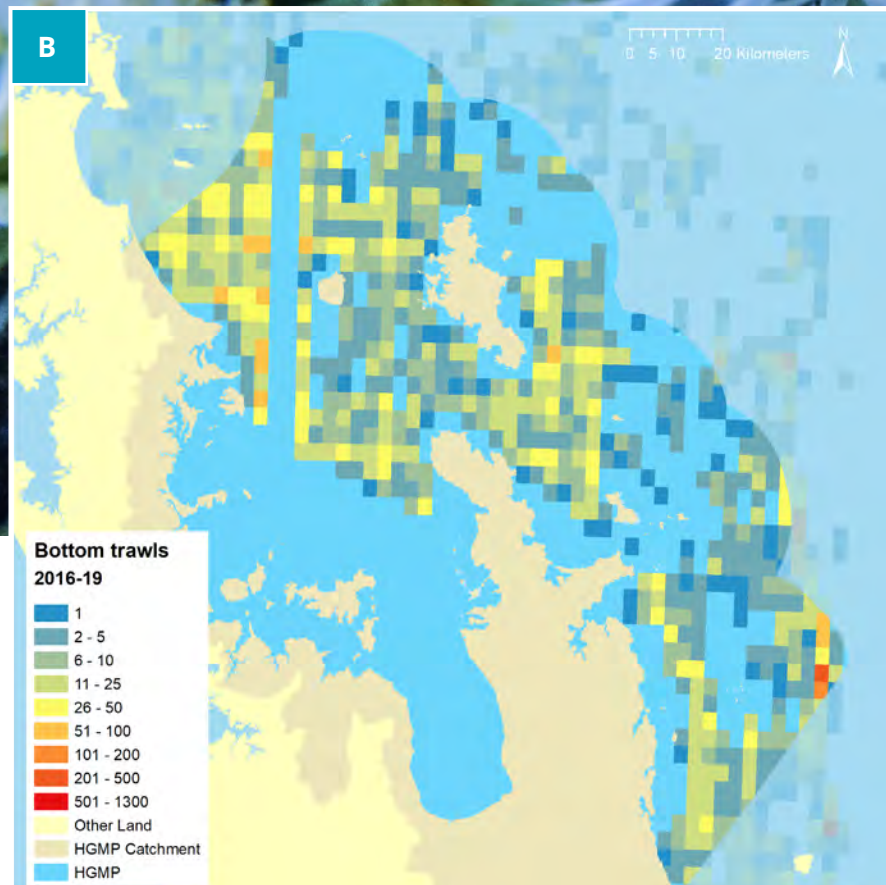 B
0 5 10 20 Kilometers
N
Bottom trawls
2016-19
1
2 - 5
6 - 10
11 - 25
26 - 50
51 - 100
101 - 200
201 - 500
501 - 1300
Other Land
HGMP Catchment
HGMP